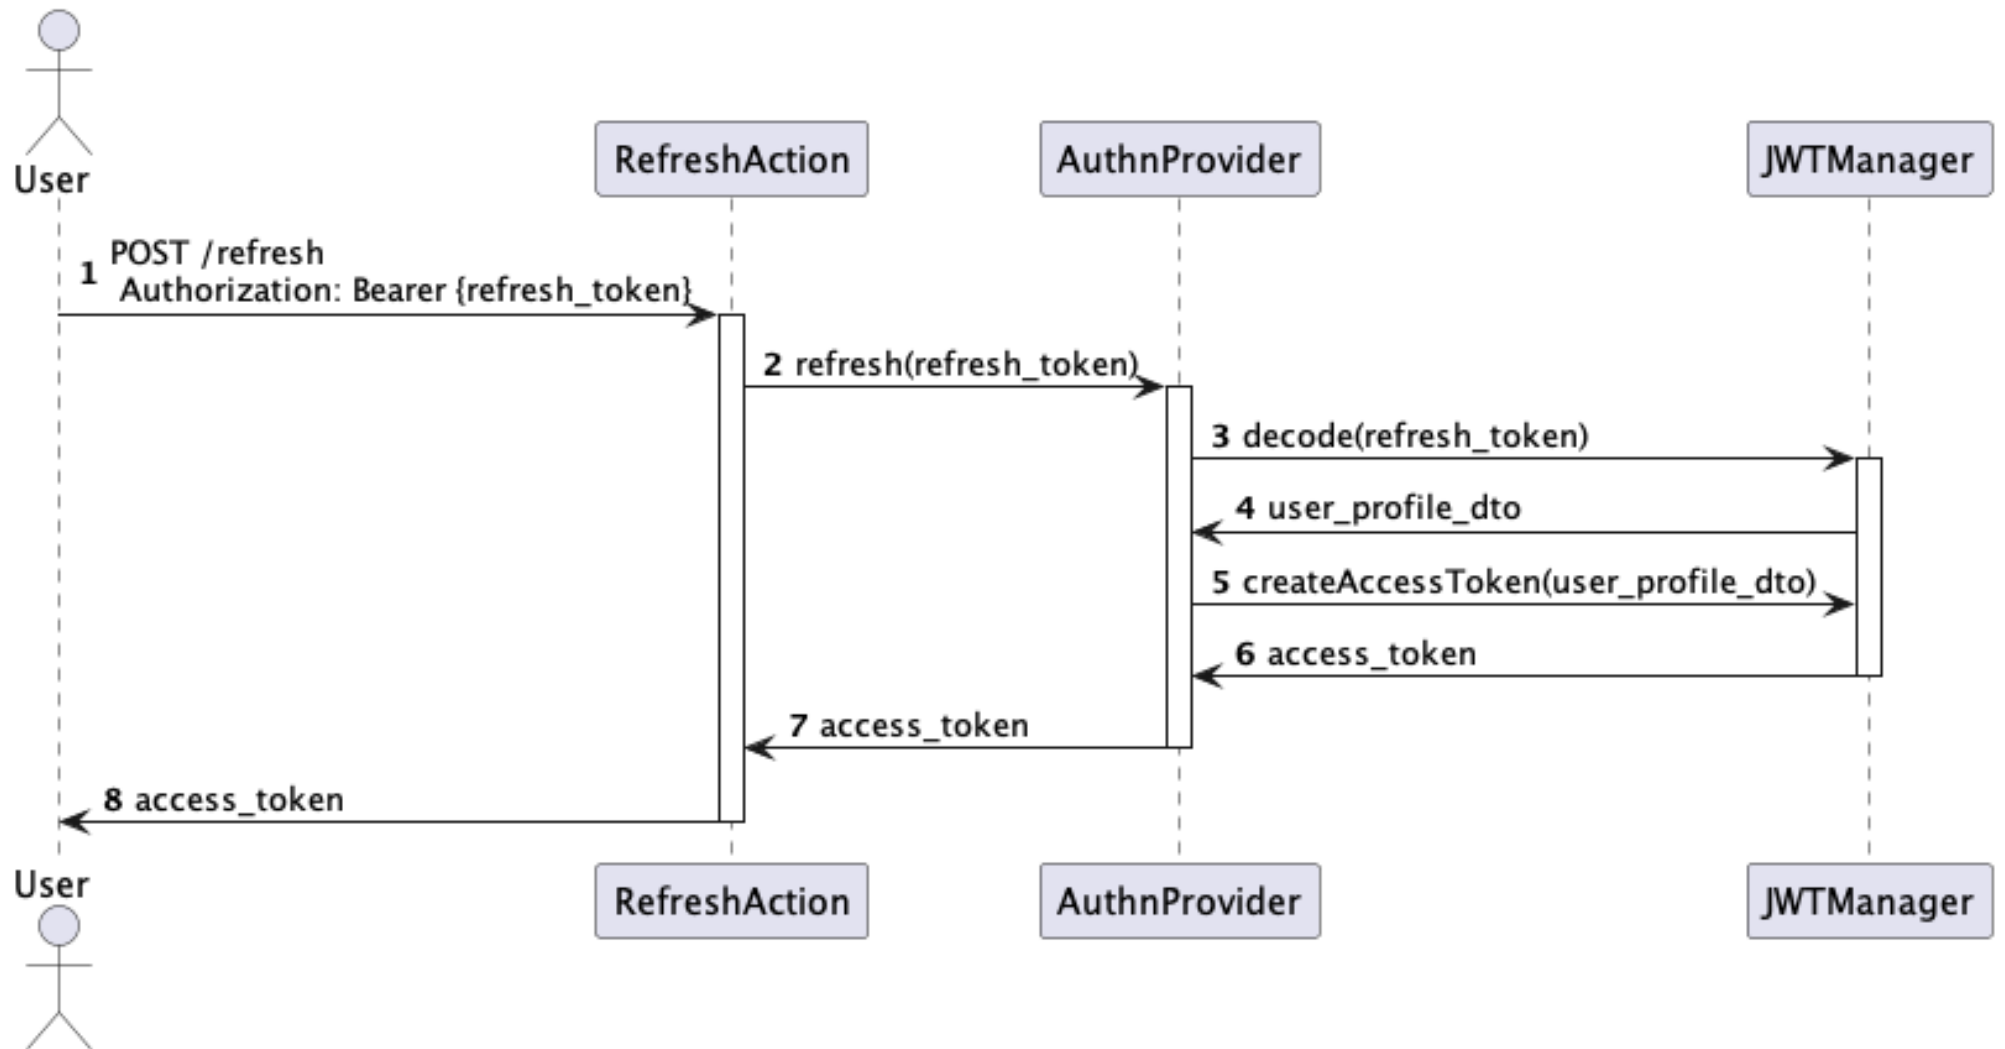 User
RefreshAction
AuthnProvider
JWTManager
1 POST /refresh
Authorization: Bearer {refresh_token}
2 refresh(refresh_token)
3 decode(refresh_token)
4 user_profile_dto
5 createAccessToken(user_profile_dto)
6 access_token
7 access_token
8 access_token
User
RefreshAction
AuthnProvider
JWTManager